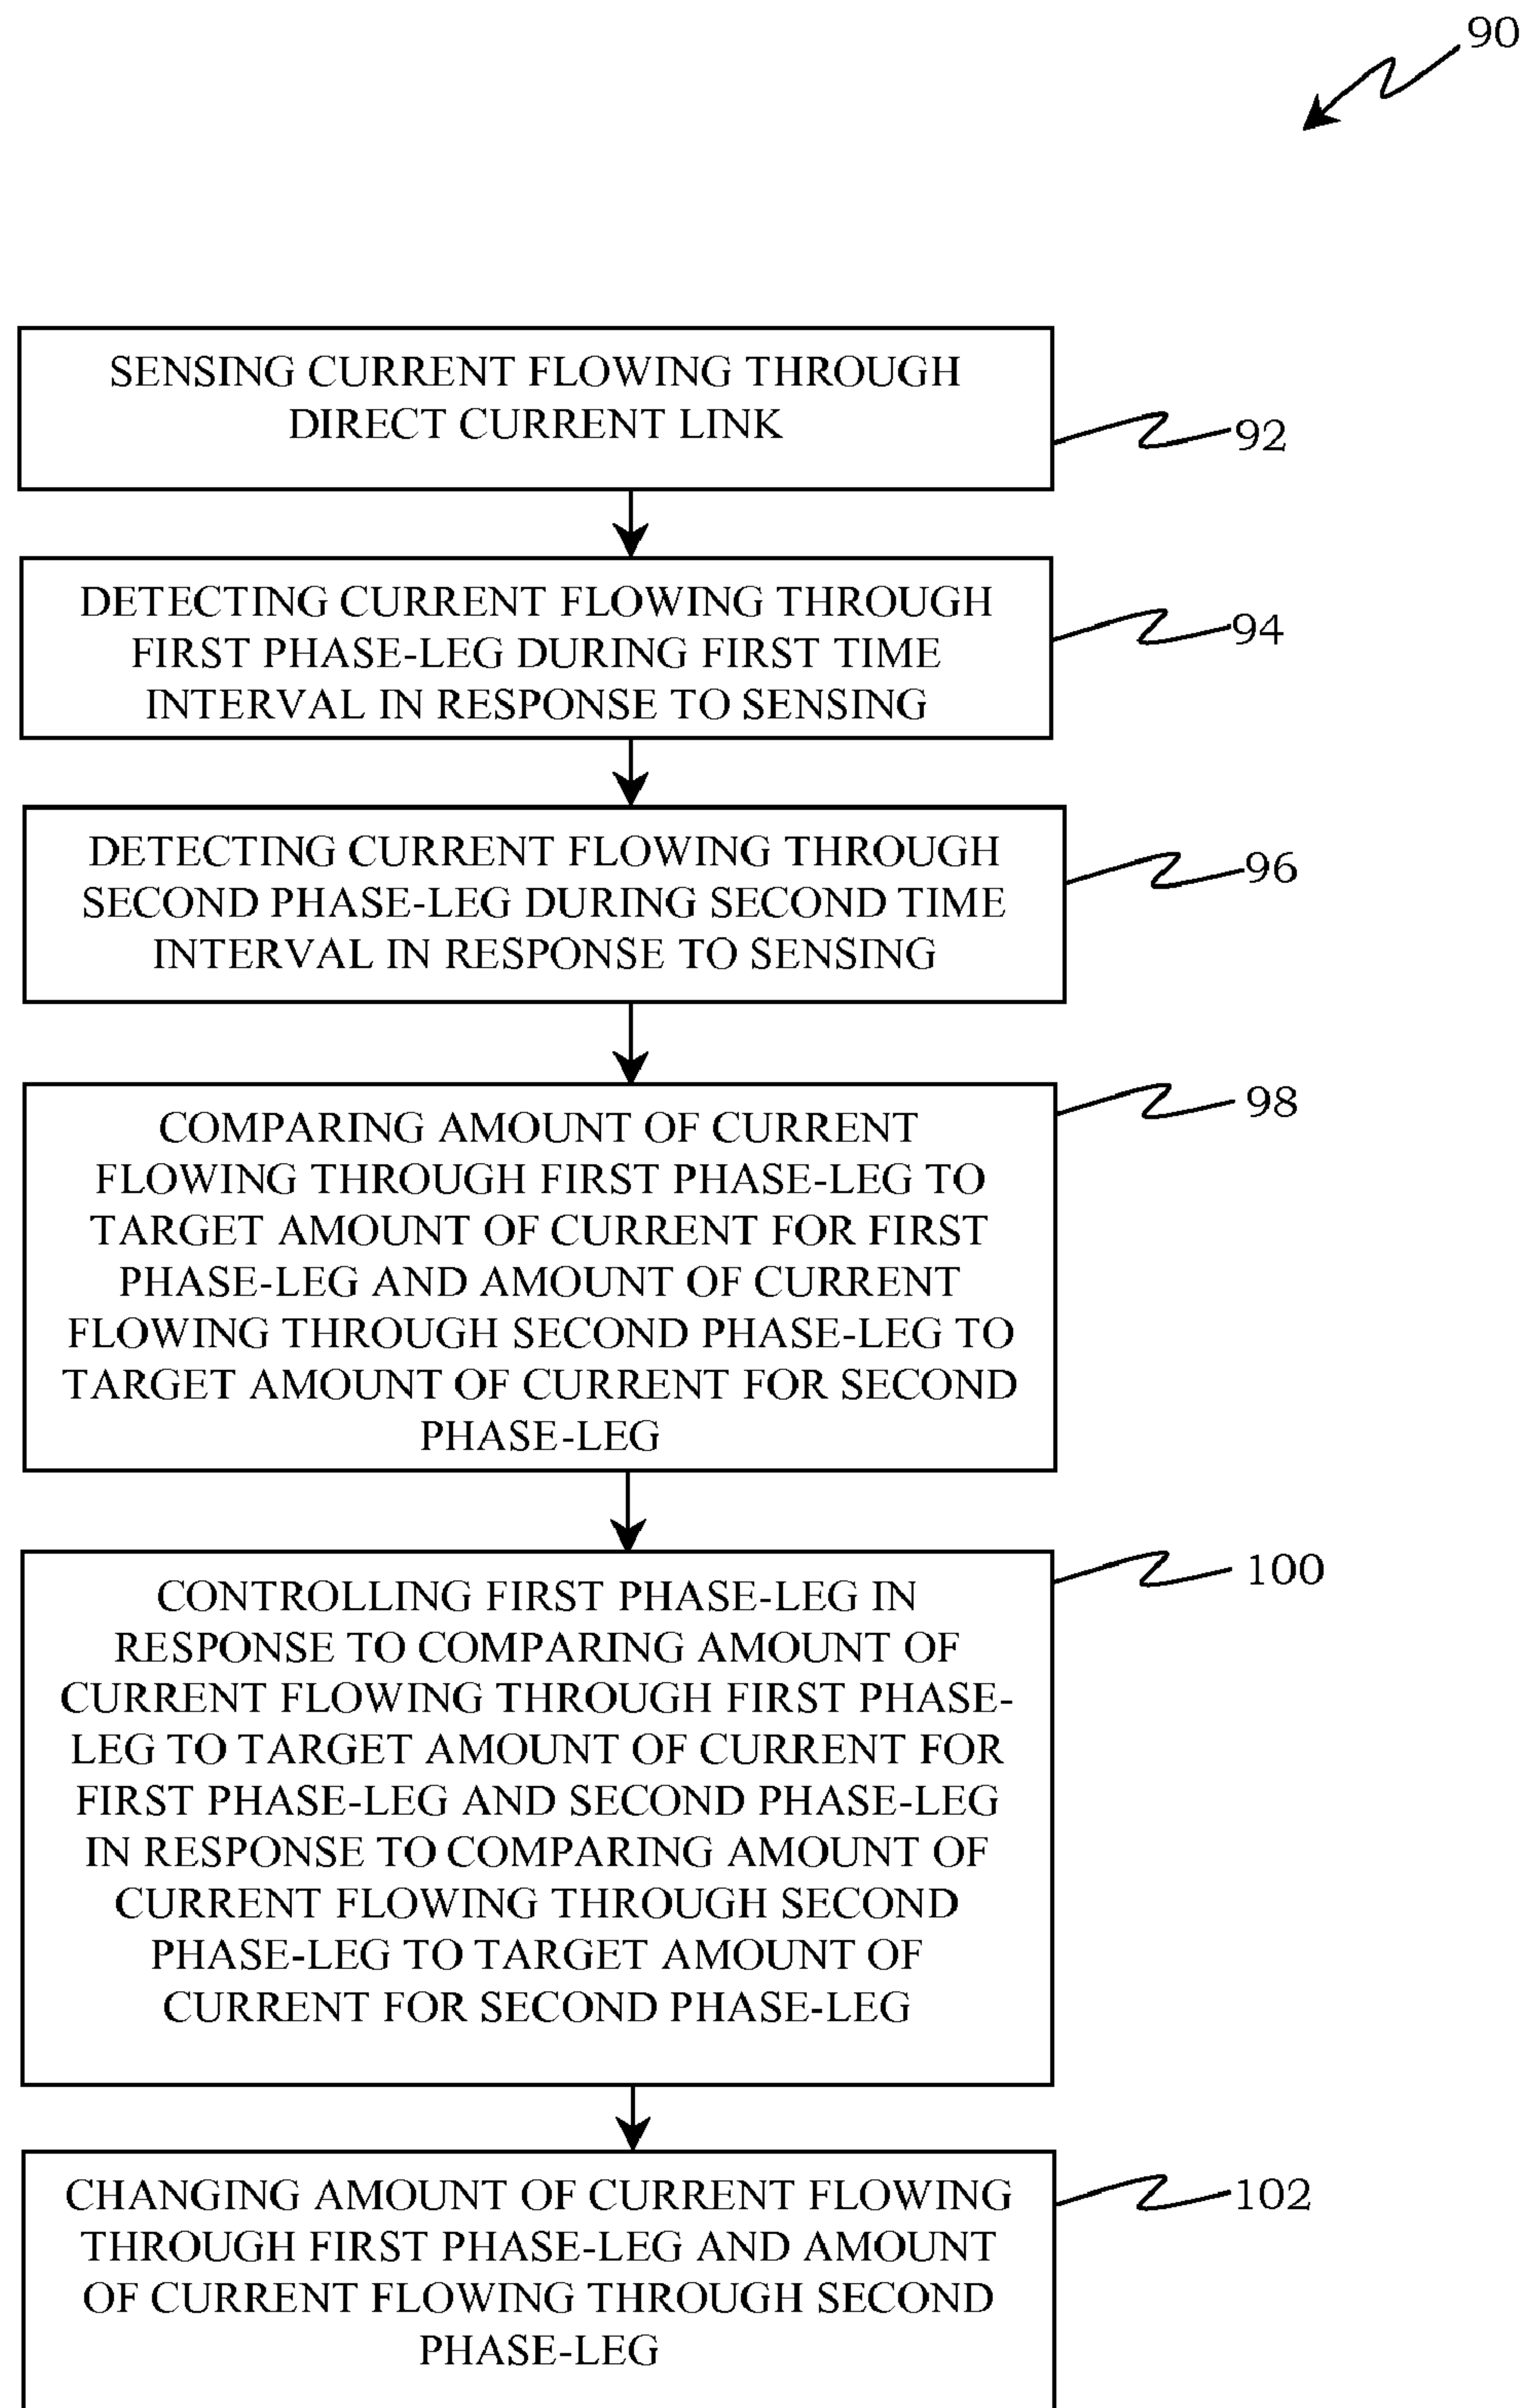 90
SENSING CURRENT FLOWING THROUGH
DIRECT CURRENT LINK
92
DETECTING CURRENT FLOWING THROUGH
FIRST PHASE-LEG DURING FIRST TIME
INTERVAL IN RESPONSE TO SENSING
94
DETECTING CURRENT FLOWING THROUGH
SECOND PHASE-LEG DURING SECOND TIME
INTERVAL IN RESPONSE TO SENSING
96
COMPARING AMOUNT OF CURRENT
FLOWING THROUGH FIRST PHASE-LEG TO
TARGET AMOUNT OF CURRENT FOR FIRST
PHASE-LEG AND AMOUNT OF CURRENT
FLOWING THROUGH SECOND PHASE-LEG TO
TARGET AMOUNT OF CURRENT FOR SECOND
PHASE-LEG
98
CONTROLLING FIRST PHASE-LEG IN
RESPONSE TO COMPARING AMOUNT OF
CURRENT FLOWING THROUGH FIRST PHASE-
LEG TO TARGET AMOUNT OF CURRENT FOR
FIRST PHASE-LEG AND SECOND PHASE-LEG
IN RESPONSE TO COMPARING AMOUNT OF
CURRENT FLOWING THROUGH SECOND
PHASE-LEG TO TARGET AMOUNT OF
CURRENT FOR SECOND PHASE-LEG
100
CHANGING AMOUNT OF CURRENT FLOWING
THROUGH FIRST PHASE-LEG AND AMOUNT
OF CURRENT FLOWING THROUGH SECOND
PHASE-LEG
102